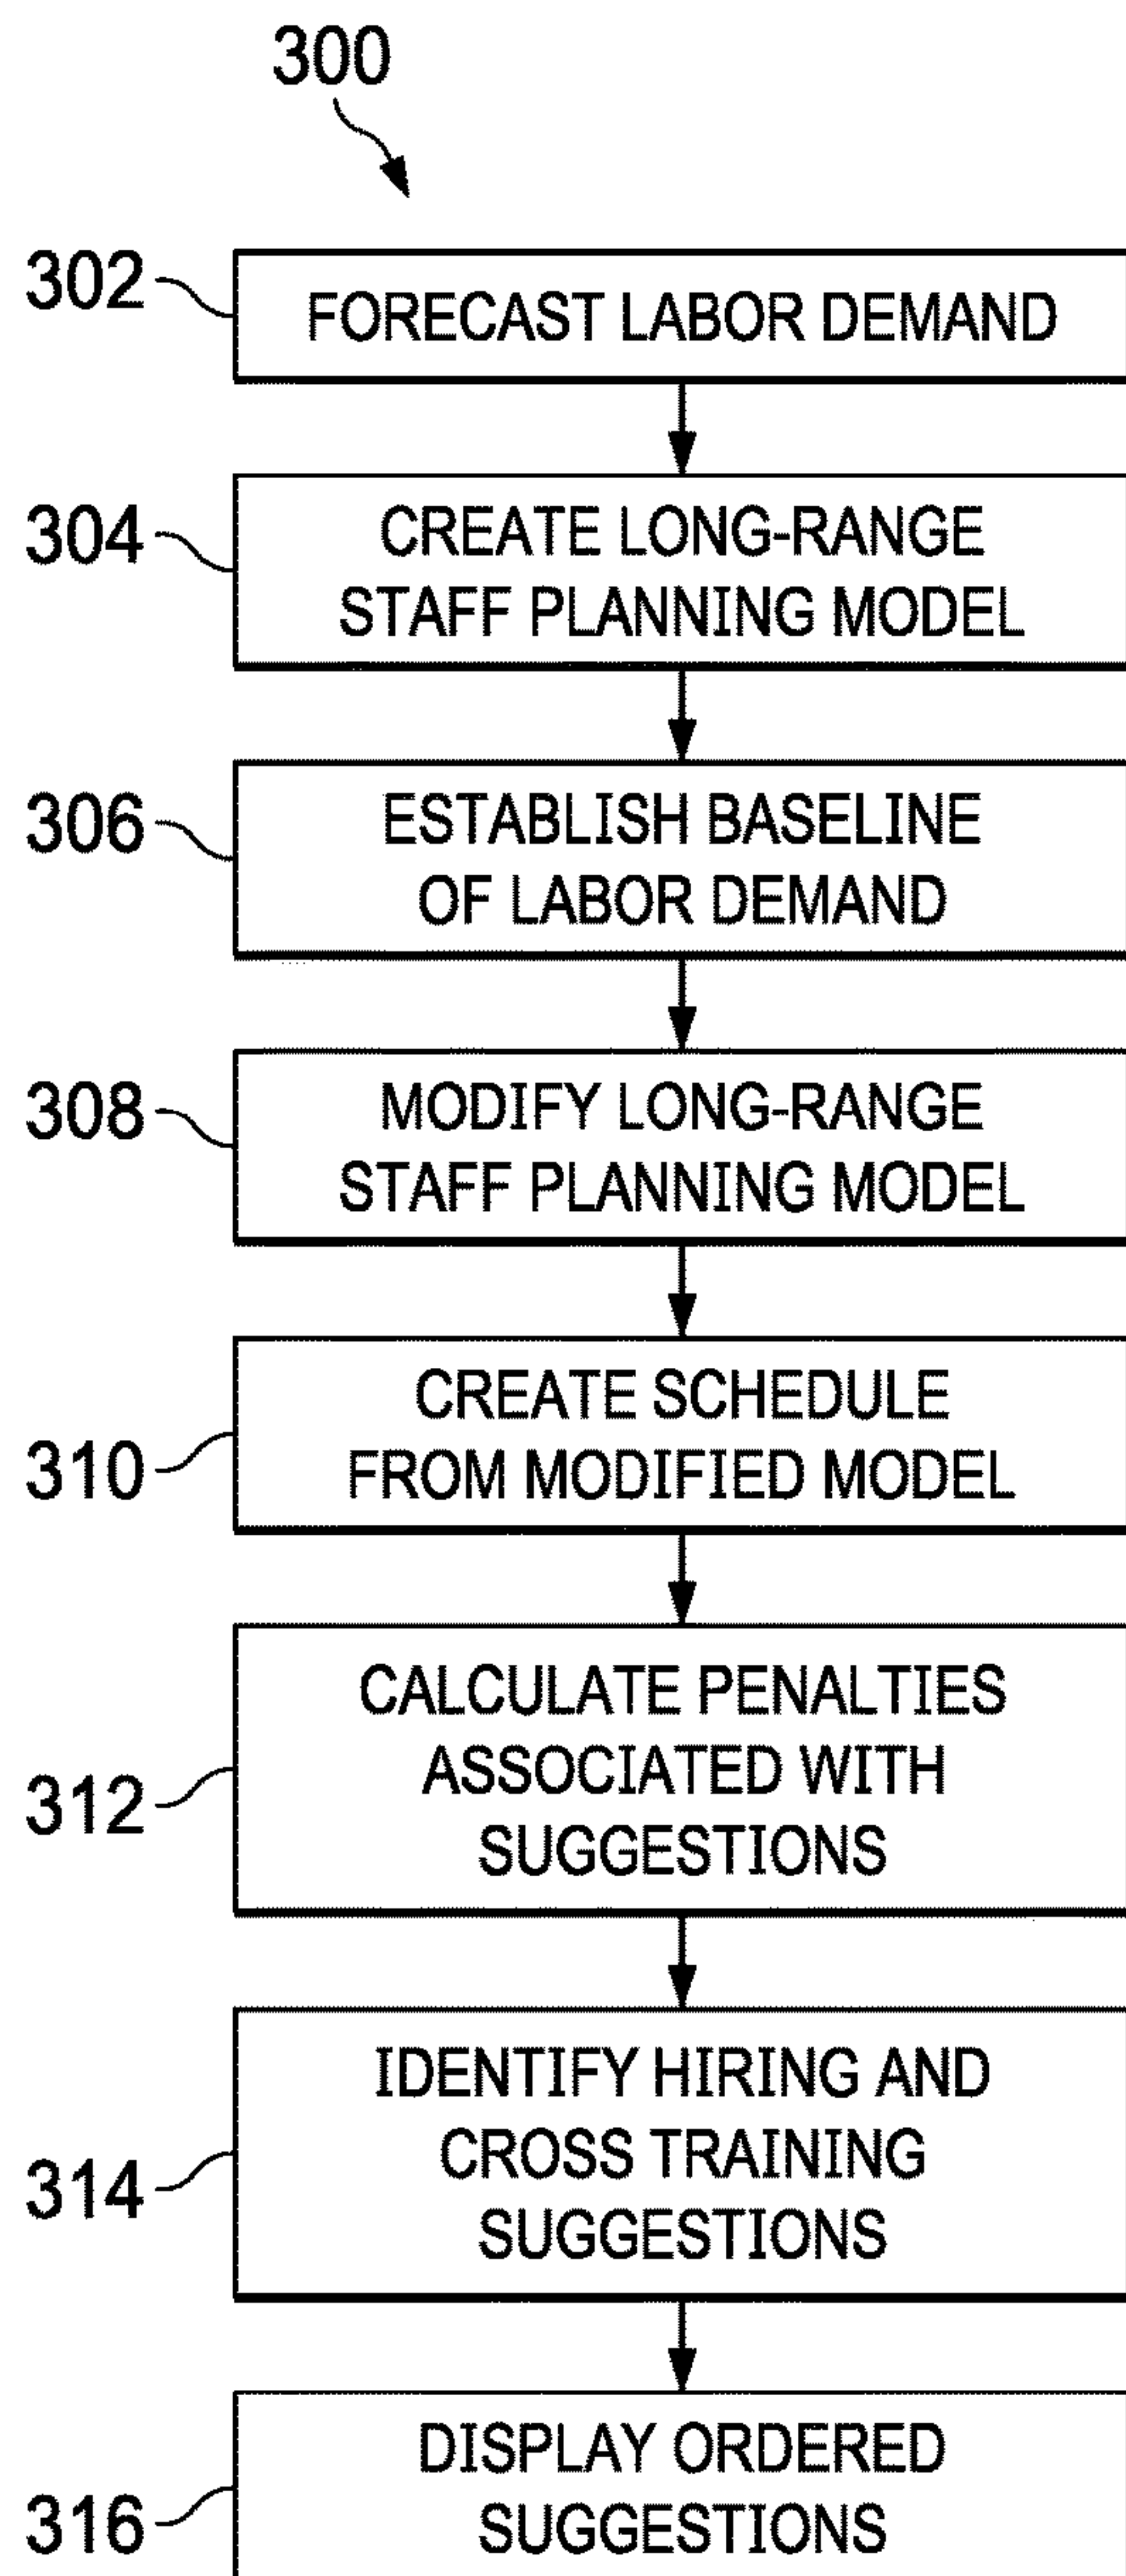 300
302
FORECAST LABOR DEMAND
304
CREATE LONG-RANGE
STAFF PLANNING MODEL
306
ESTABLISH BASELINE
OF LABOR DEMAND
308
MODIFY LONG-RANGE
STAFF PLANNING MODEL
310
CREATE SCHEDULE
FROM MODIFIED MODEL
312
CALCULATE PENALTIES
ASSOCIATED WITH
SUGGESTIONS
314
IDENTIFY HIRING AND
CROSS TRAINING
SUGGESTIONS
316
DISPLAY ORDERED
SUGGESTIONS